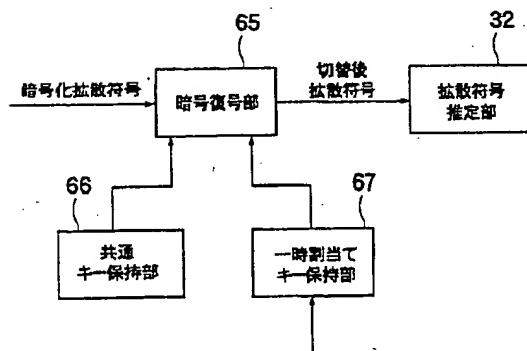 65
32
暗号化拡散符号
暗号復号部
切替後
拡散符号
拡散符号
推定部
66
67
共通
キー保持部
一時割当て
キー保持部